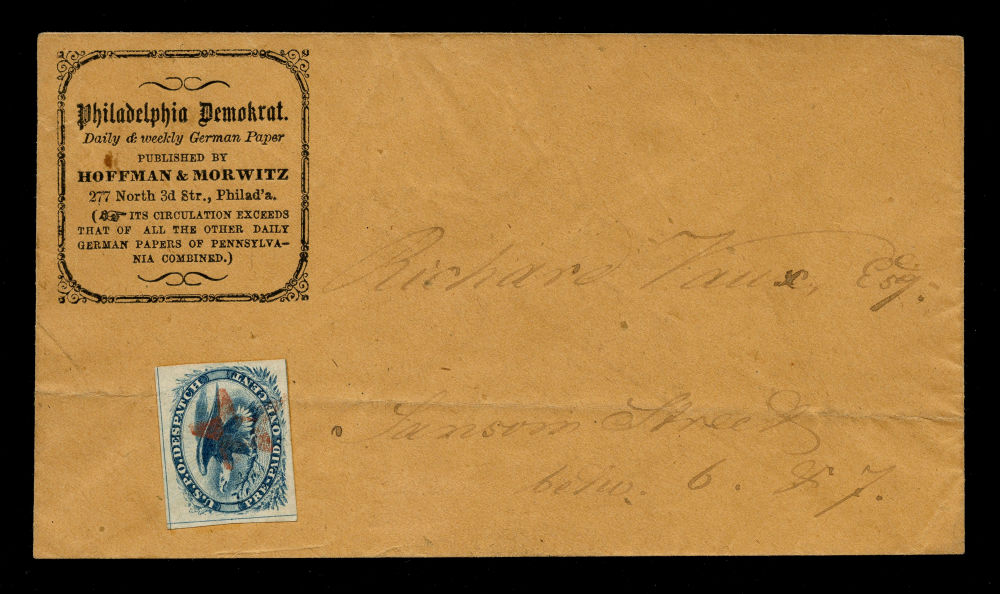 Philadelphia Demokrat.
Daily & weekly German Paper
PUBLISHED BY
HOFFMAN & MORWITZ
277 North 3d Str., Philad'a.
(☞ ITS CIRCULATION EXCEEDS
THAT OF ALL THE OTHER DAILY
GERMAN PAPERS OF PENNSYLVA-
NIA COMBINED.)
Richard Vaux, Esq.
Sansom Street
betw. 6. & 7.
U.S.P.O. DESPATCH
PRE-PAID. ONE CENT